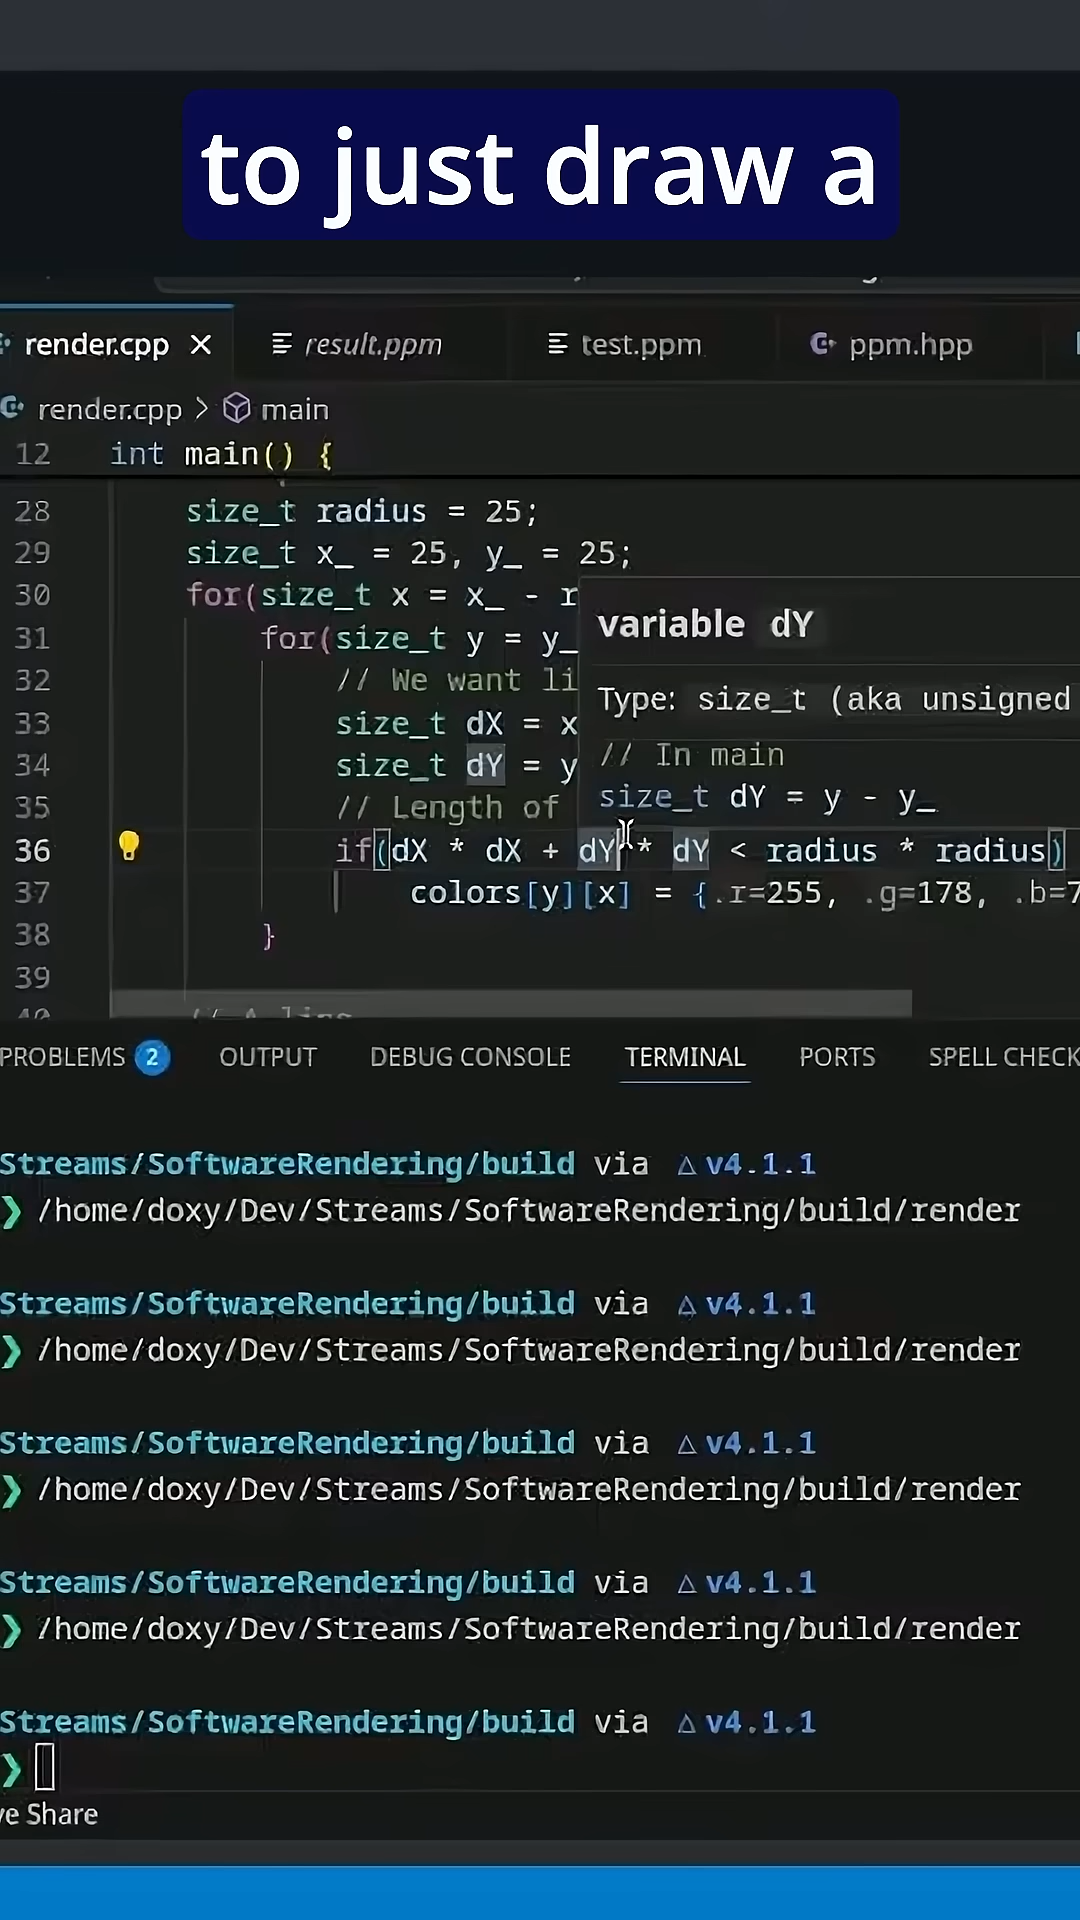 to just draw a
render.cpp
result.ppm
test.ppm
ppm.hpp
render.cpp > main
12 int main() {
28 size_t radius = 25;
29 size_t x_ = 25, y_ = 25;
30 for(size_t x = x_ - r
31 for(size_t y = y_
32 // We want li
33 size_t dX = x
34 size_t dY = y
35 // Length of
36 if(dX * dX + dY * dY < radius * radius)
37 colors[y][x] = {.r=255, .g=178, .b=7
38 }
39
variable dY
Type: size_t (aka unsigned
// In main
size_t dY = y - y_
PROBLEMS 2 OUTPUT DEBUG CONSOLE TERMINAL PORTS SPELL CHECK
Streams/SoftwareRendering/build via △ v4.1.1
❯ /home/doxy/Dev/Streams/SoftwareRendering/build/render
Streams/SoftwareRendering/build via △ v4.1.1
❯ /home/doxy/Dev/Streams/SoftwareRendering/build/render
Streams/SoftwareRendering/build via △ v4.1.1
❯ /home/doxy/Dev/Streams/SoftwareRendering/build/render
Streams/SoftwareRendering/build via △ v4.1.1
❯ /home/doxy/Dev/Streams/SoftwareRendering/build/render
Streams/SoftwareRendering/build via △ v4.1.1
❯
ve Share